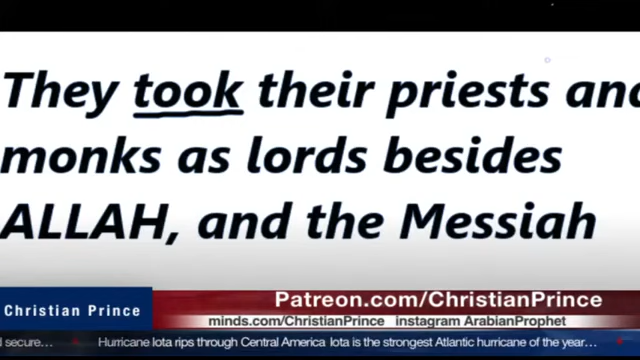 They took their priests and
monks as lords besides
ALLAH, and the Messiah
Christian Prince
Patreon.com/ChristianPrince
minds.com/ChristianPrince instagram ArabianProphet
secure... Hurricane Iota rips through Central America Iota is the strongest Atlantic hurricane of the year...